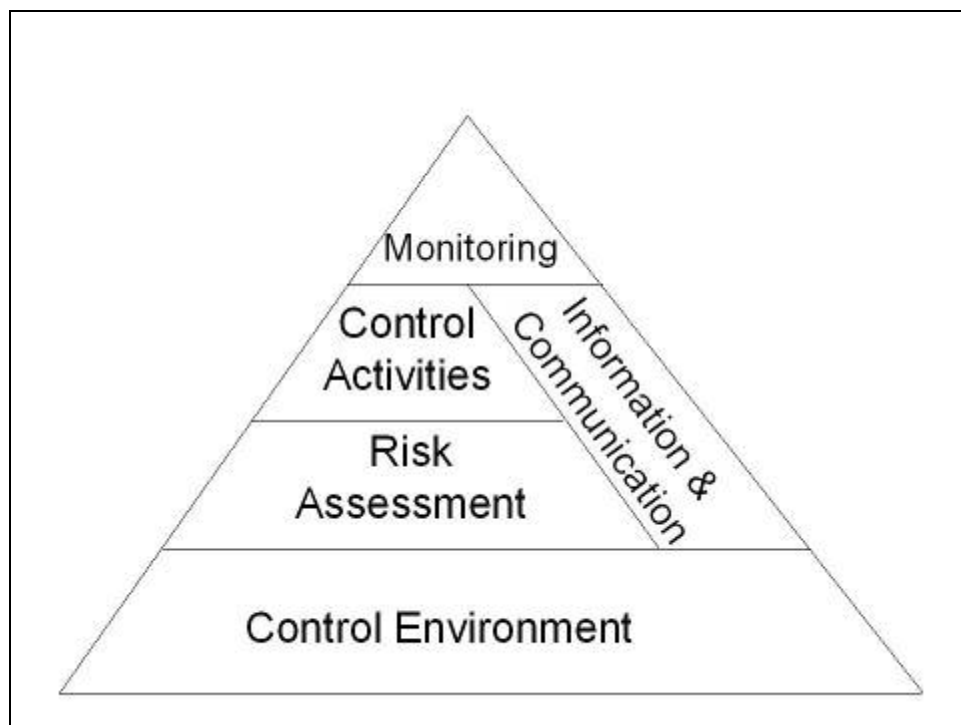 Monitoring
Control
Activities
Information &
Communication
Risk
Assessment
Control Environment